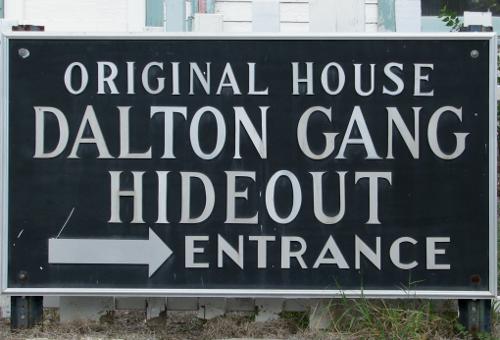 ORIGINAL HOUSE
DALTON GANG
HIDEOUT
ENTRANCE